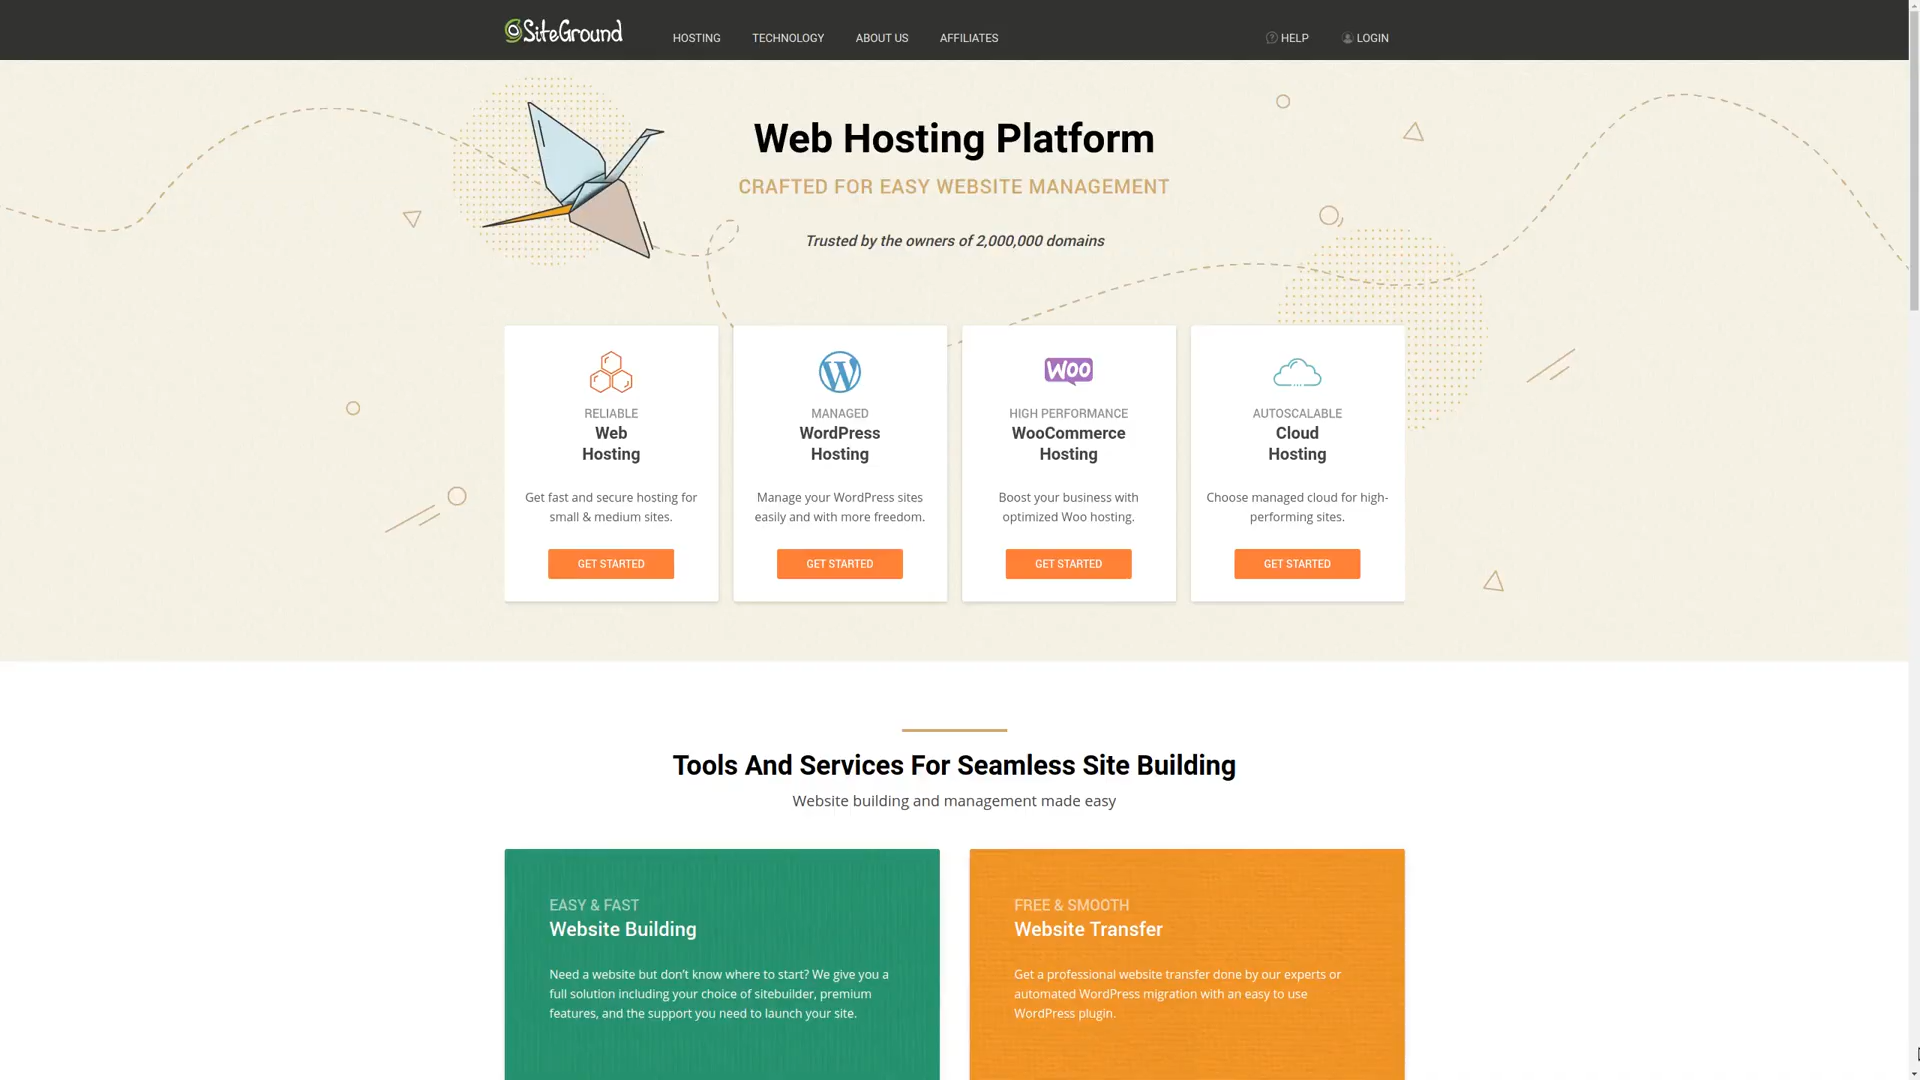 SiteGround
HOSTING
TECHNOLOGY
ABOUT US
AFFILIATES
HELP
LOGIN
Web Hosting Platform
CRAFTED FOR EASY WEBSITE MANAGEMENT
Trusted by the owners of 2,000,000 domains
RELIABLE
Web
Hosting
Get fast and secure hosting for
small & medium sites.
GET STARTED
MANAGED
WordPress
Hosting
Manage your WordPress sites
easily and with more freedom.
GET STARTED
WOO
HIGH PERFORMANCE
WooCommerce
Hosting
Boost your business with
optimized Woo hosting.
GET STARTED
AUTOSCALABLE
Cloud
Hosting
Choose managed cloud for high-
performing sites.
GET STARTED
Tools And Services For Seamless Site Building
Website building and management made easy
EASY & FAST
Website Building
Need a website but don't know where to start? We give you a
full solution including your choice of sitebuilder, premium
features, and the support you need to launch your site.
FREE & SMOOTH
Website Transfer
Get a professional website transfer done by our experts or
automated WordPress migration with an easy to use
WordPress plugin.